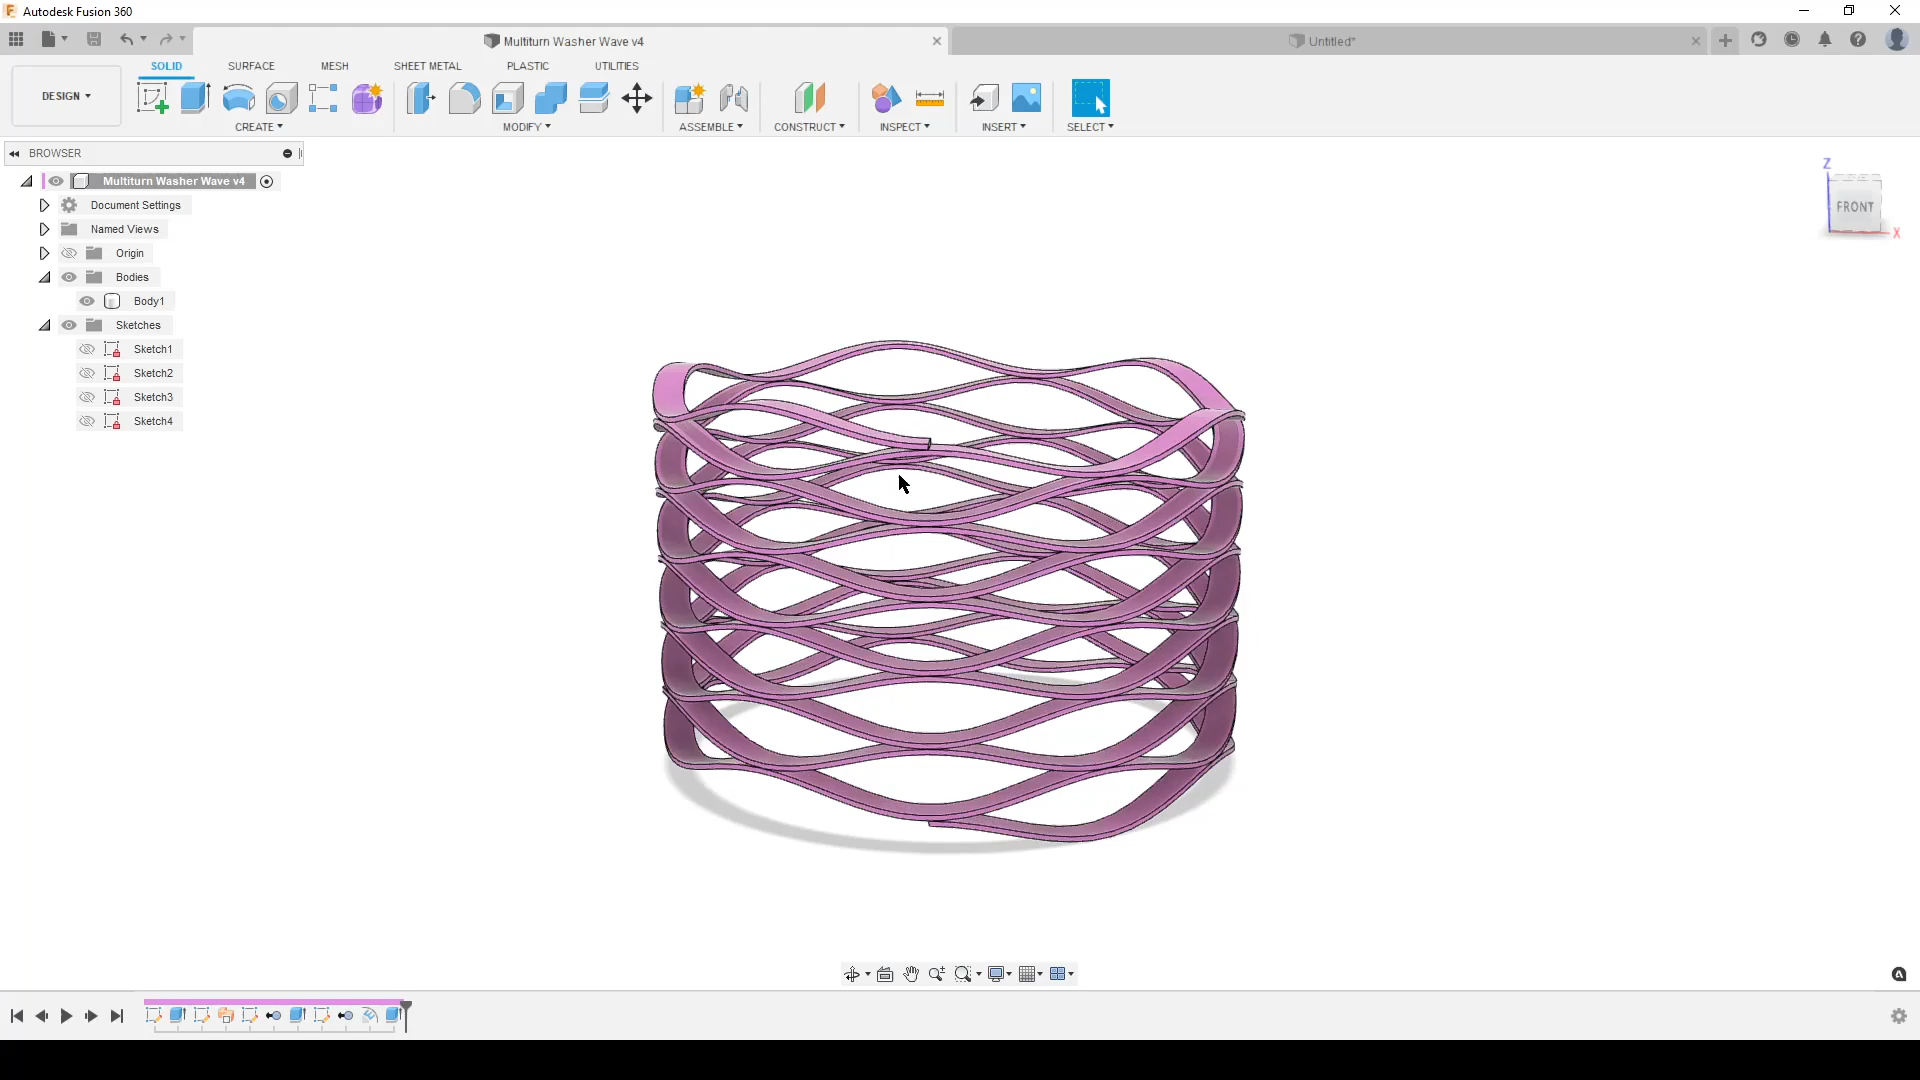 Autodesk Fusion 360
Multiturn Washer Wave v4
Untitled*
DESIGN
SOLID
SURFACE
MESH
SHEET METAL
PLASTIC
UTILITIES
CREATE
MODIFY
ASSEMBLE
CONSTRUCT
INSPECT
INSERT
SELECT
BROWSER
Multiturn Washer Wave v4
Document Settings
Named Views
Origin
Bodies
Body1
Sketches
Sketch1
Sketch2
Sketch3
Sketch4
Z
FRONT
X